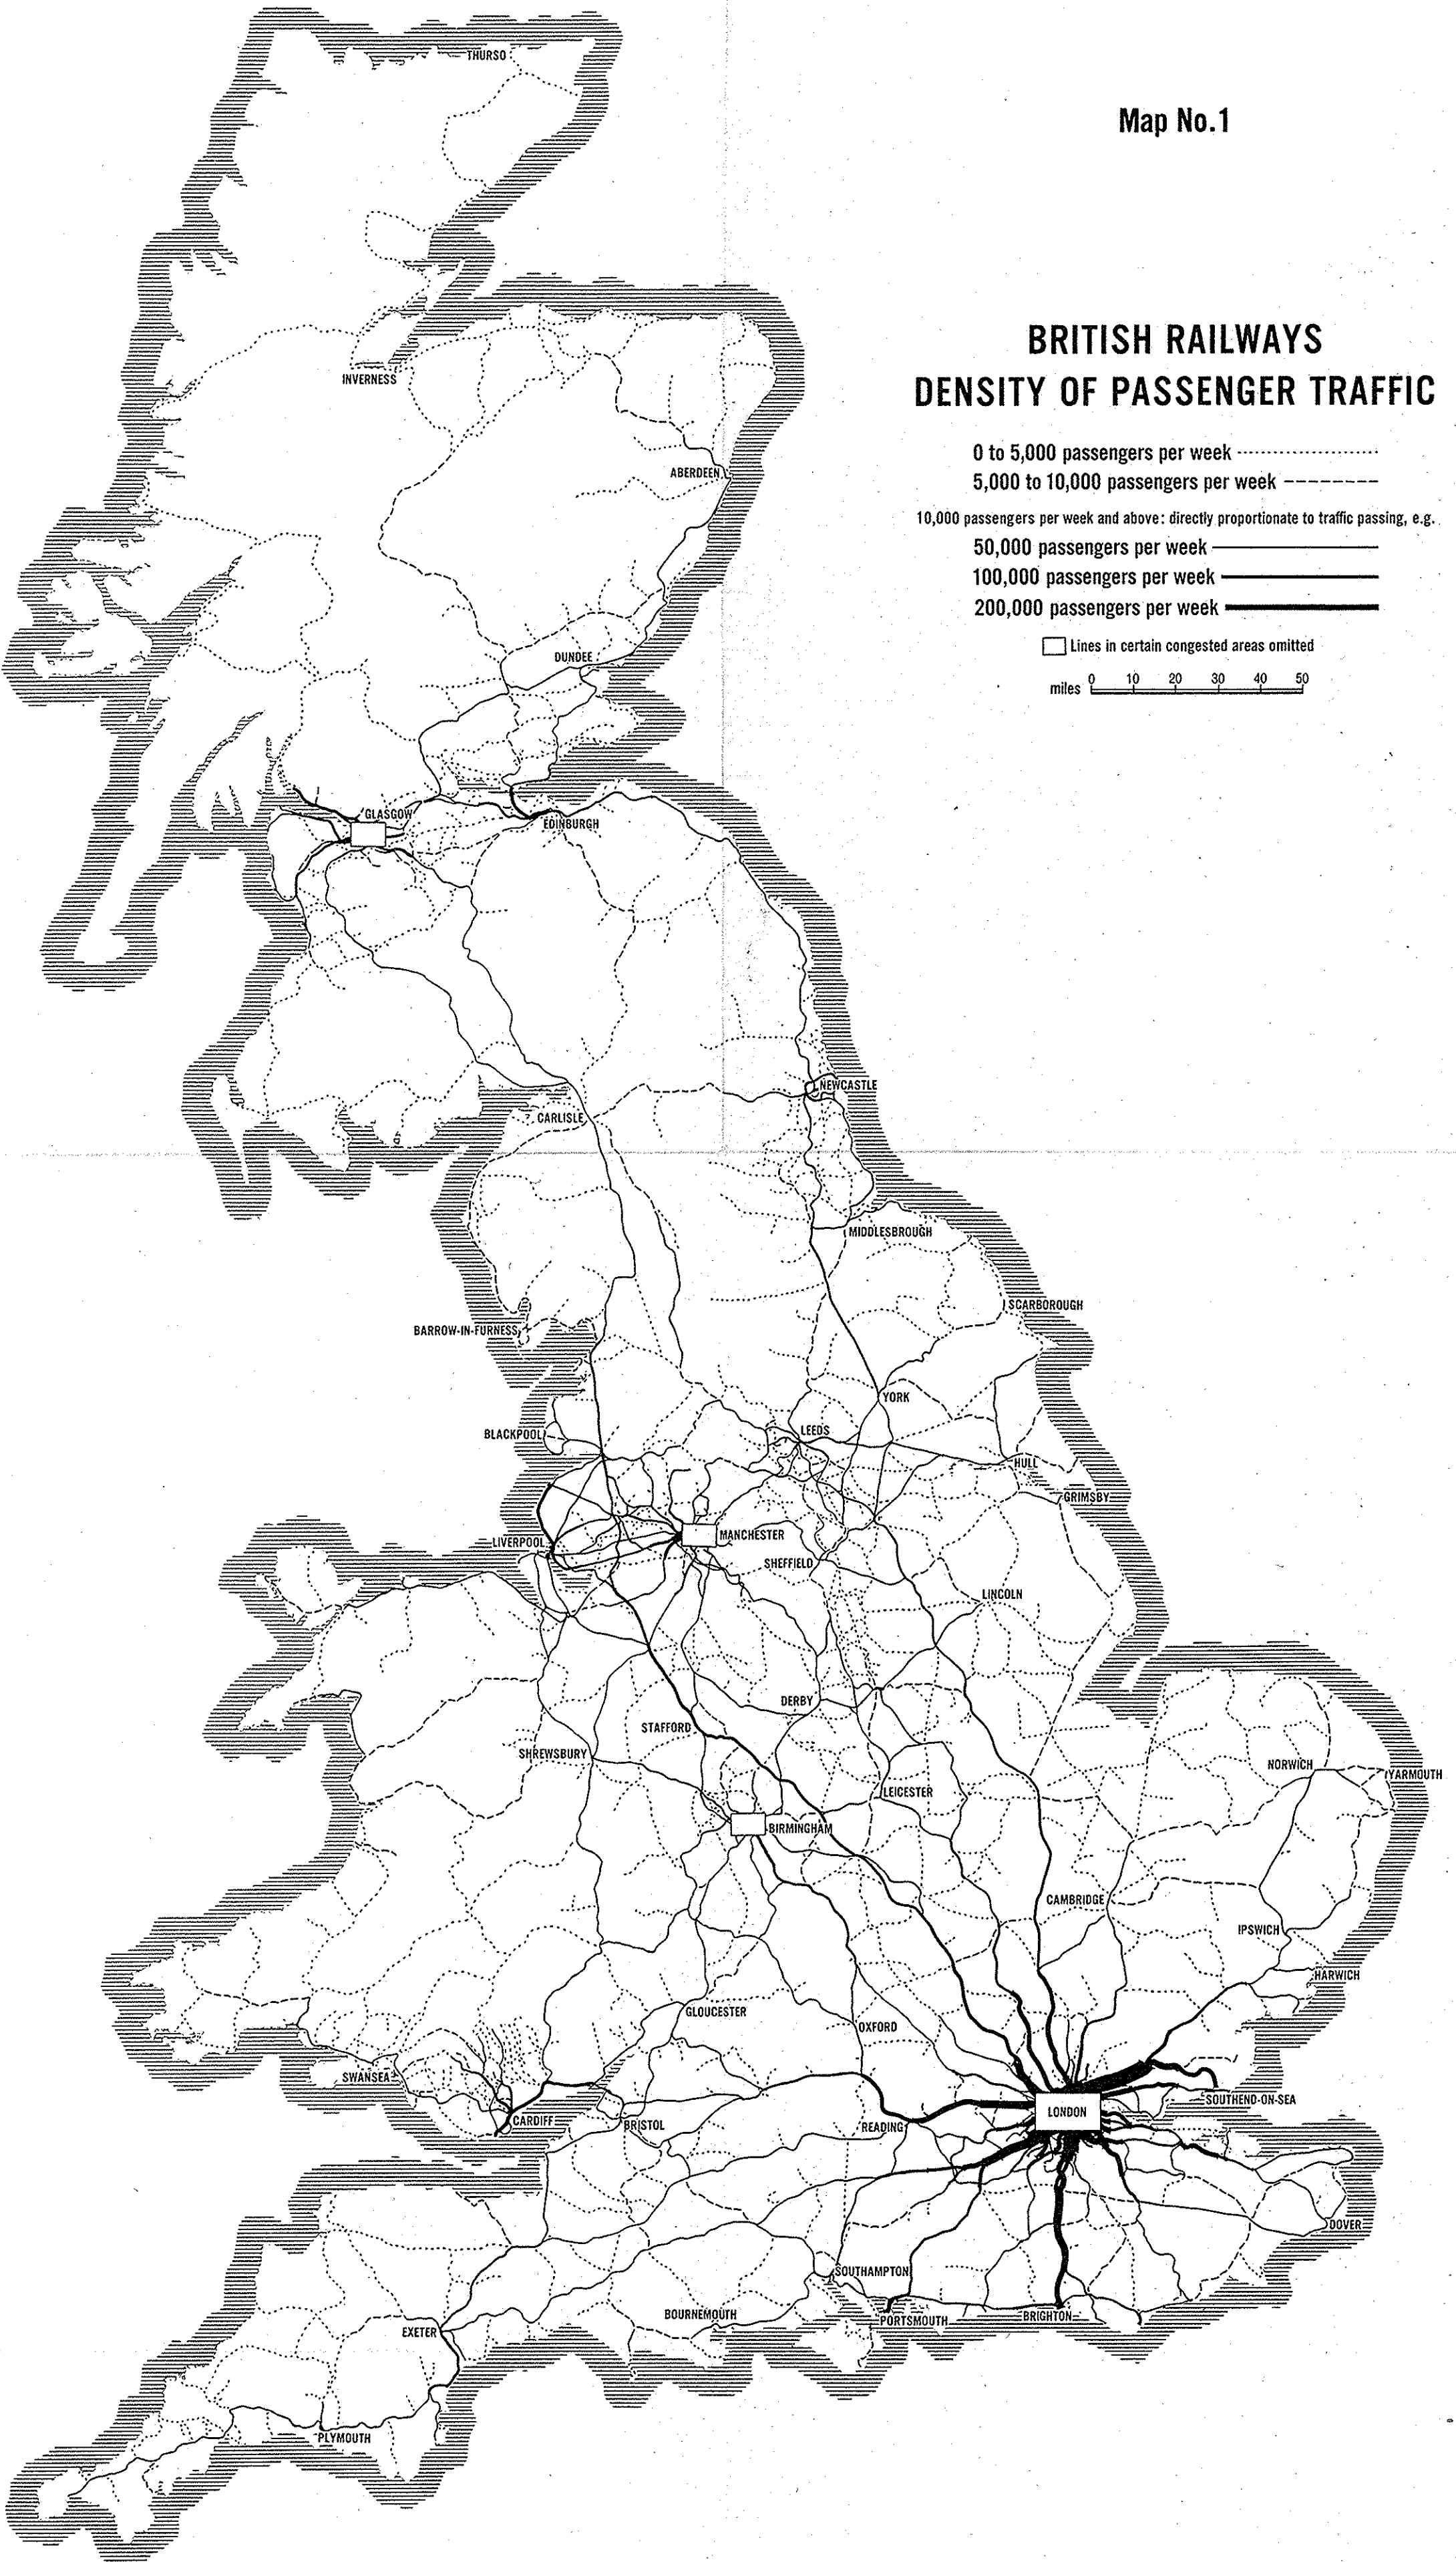 Map No.1
BRITISH RAILWAYS
DENSITY OF PASSENGER TRAFFIC
0 to 5,000 passengers per week
5,000 to 10,000 passengers per week
10,000 passengers per week and above: directly proportionate to traffic passing, e.g.
50,000 passengers per week
100,000 passengers per week
200,000 passengers per week
Lines in certain congested areas omitted
miles 0 10 20 30 40 50
THURSO
INVERNESS
ABERDEEN
DUNDEE
GLASGOW
EDINBURGH
NEWCASTLE
CARLISLE
MIDDLESBROUGH
SCARBOROUGH
BARROW-IN-FURNESS
YORK
BLACKPOOL
LEEDS
HULL
GRIMSBY
MANCHESTER
LIVERPOOL
SHEFFIELD
LINCOLN
DERBY
STAFFORD
SHREWSBURY
NORWICH
YARMOUTH
LEICESTER
BIRMINGHAM
CAMBRIDGE
IPSWICH
HARWICH
GLOUCESTER
OXFORD
SWANSEA
SOUTHEND-ON-SEA
LONDON
CARDIFF
BRISTOL
READING
DOVER
SOUTHAMPTON
BOURNEMOUTH
PORTSMOUTH
BRIGHTON
EXETER
PLYMOUTH